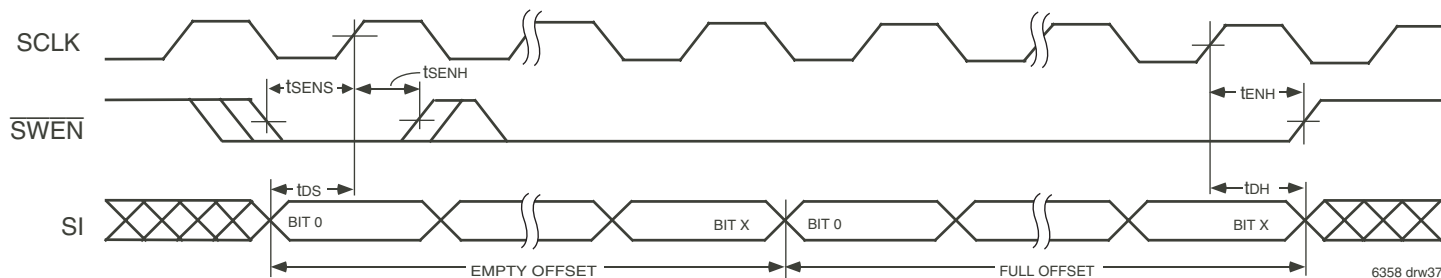 SCLK
tSENS
tSENH
tENH
SWEN
tDS
tDH
SI
BIT 0
BIT X
BIT 0
BIT X
EMPTY OFFSET
FULL OFFSET
6358 drw37